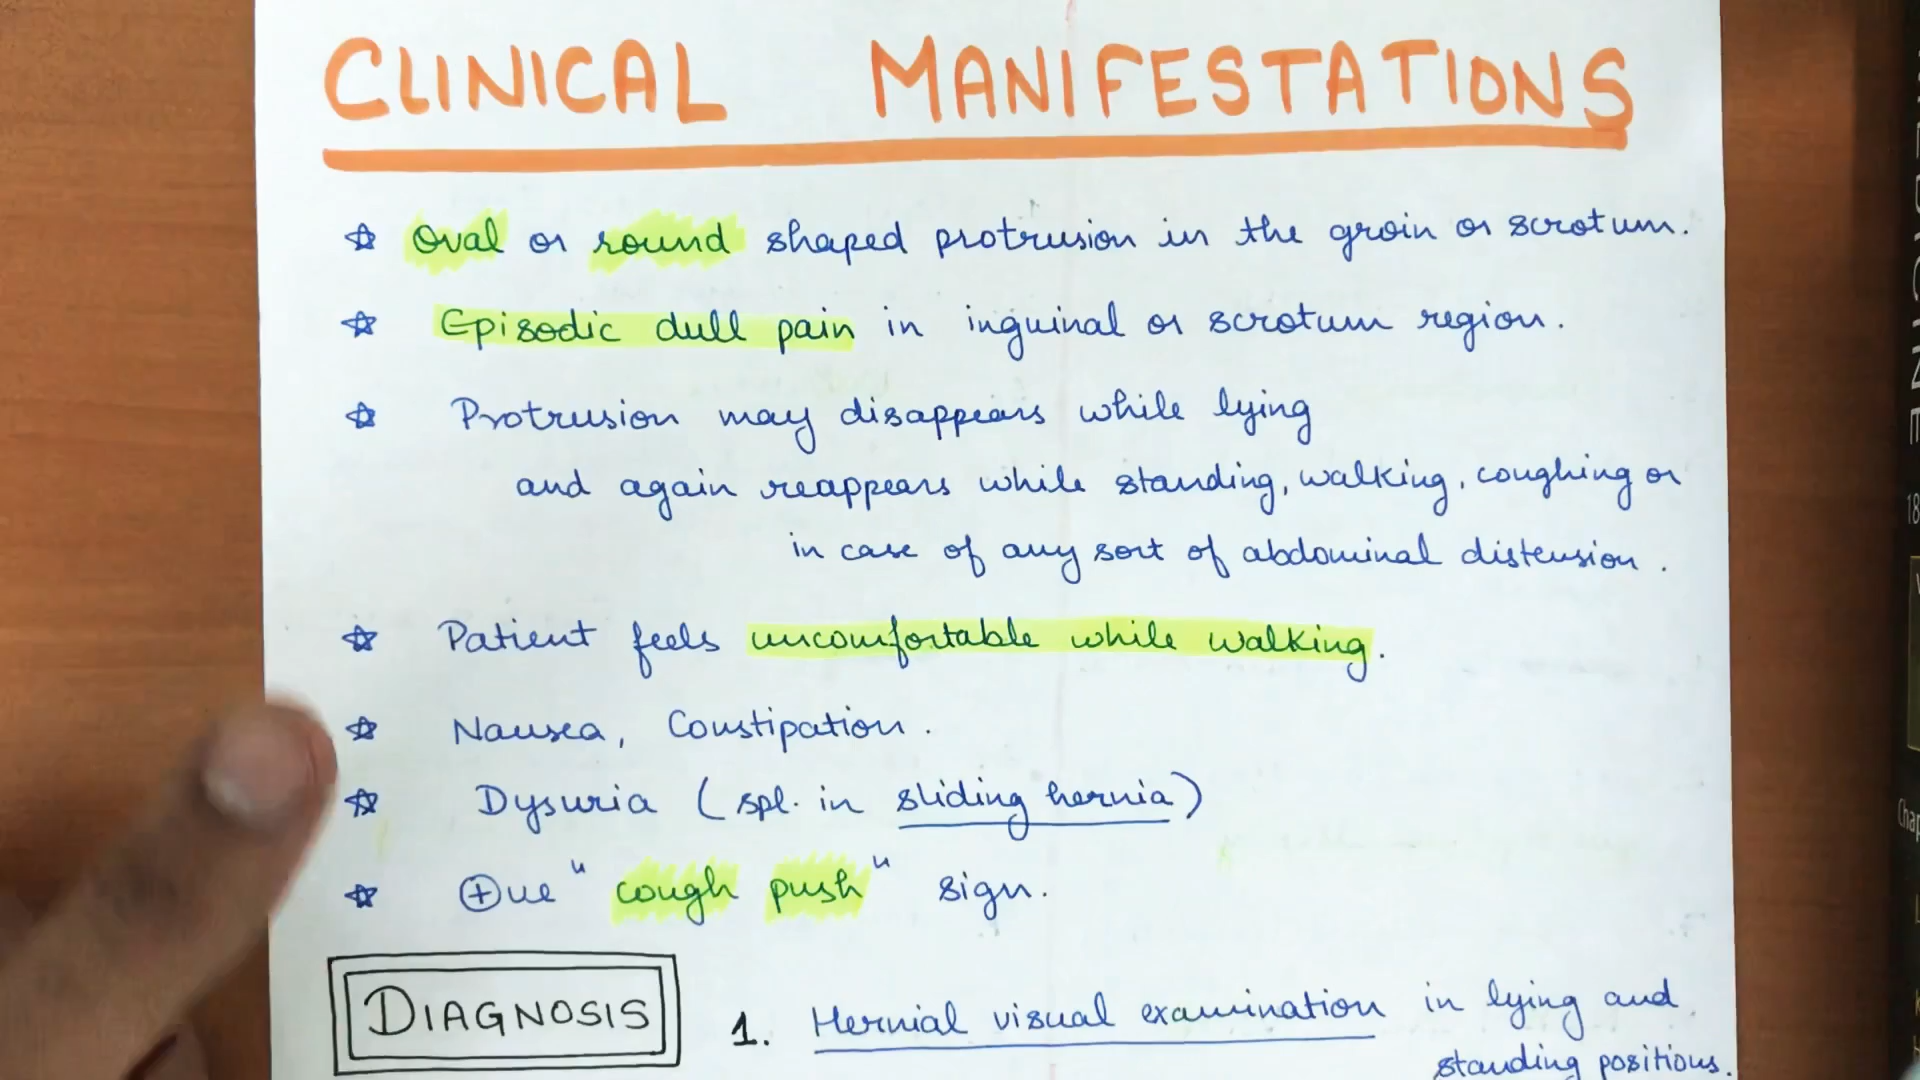 CLINICAL MANIFESTATIONS
Oval or round shaped protrusion in the groin or scrotum.
Episodic dull pain in inguinal or scrotum region.
Protrusion may disappears while lying
and again reappears while standing, walking, coughing or
in case of any sort of abdominal distension.
Patient feels uncomfortable while walking.
Nausea, Constipation.
Dysuria (spl. in sliding hernia)
⊕ve "cough push" sign.
DIAGNOSIS
1. Hernial visual examination in lying and
standing positions.
18
Chap